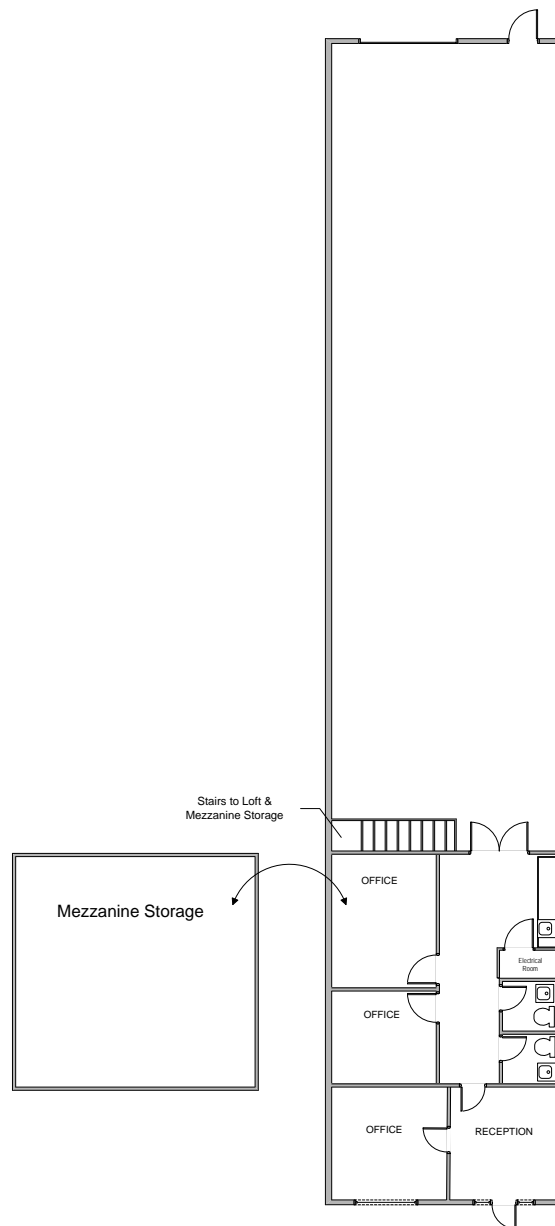 Stairs to Loft &
Mezzanine Storage
Mezzanine Storage
OFFICE
Electrical
Room
OFFICE
OFFICE
RECEPTION